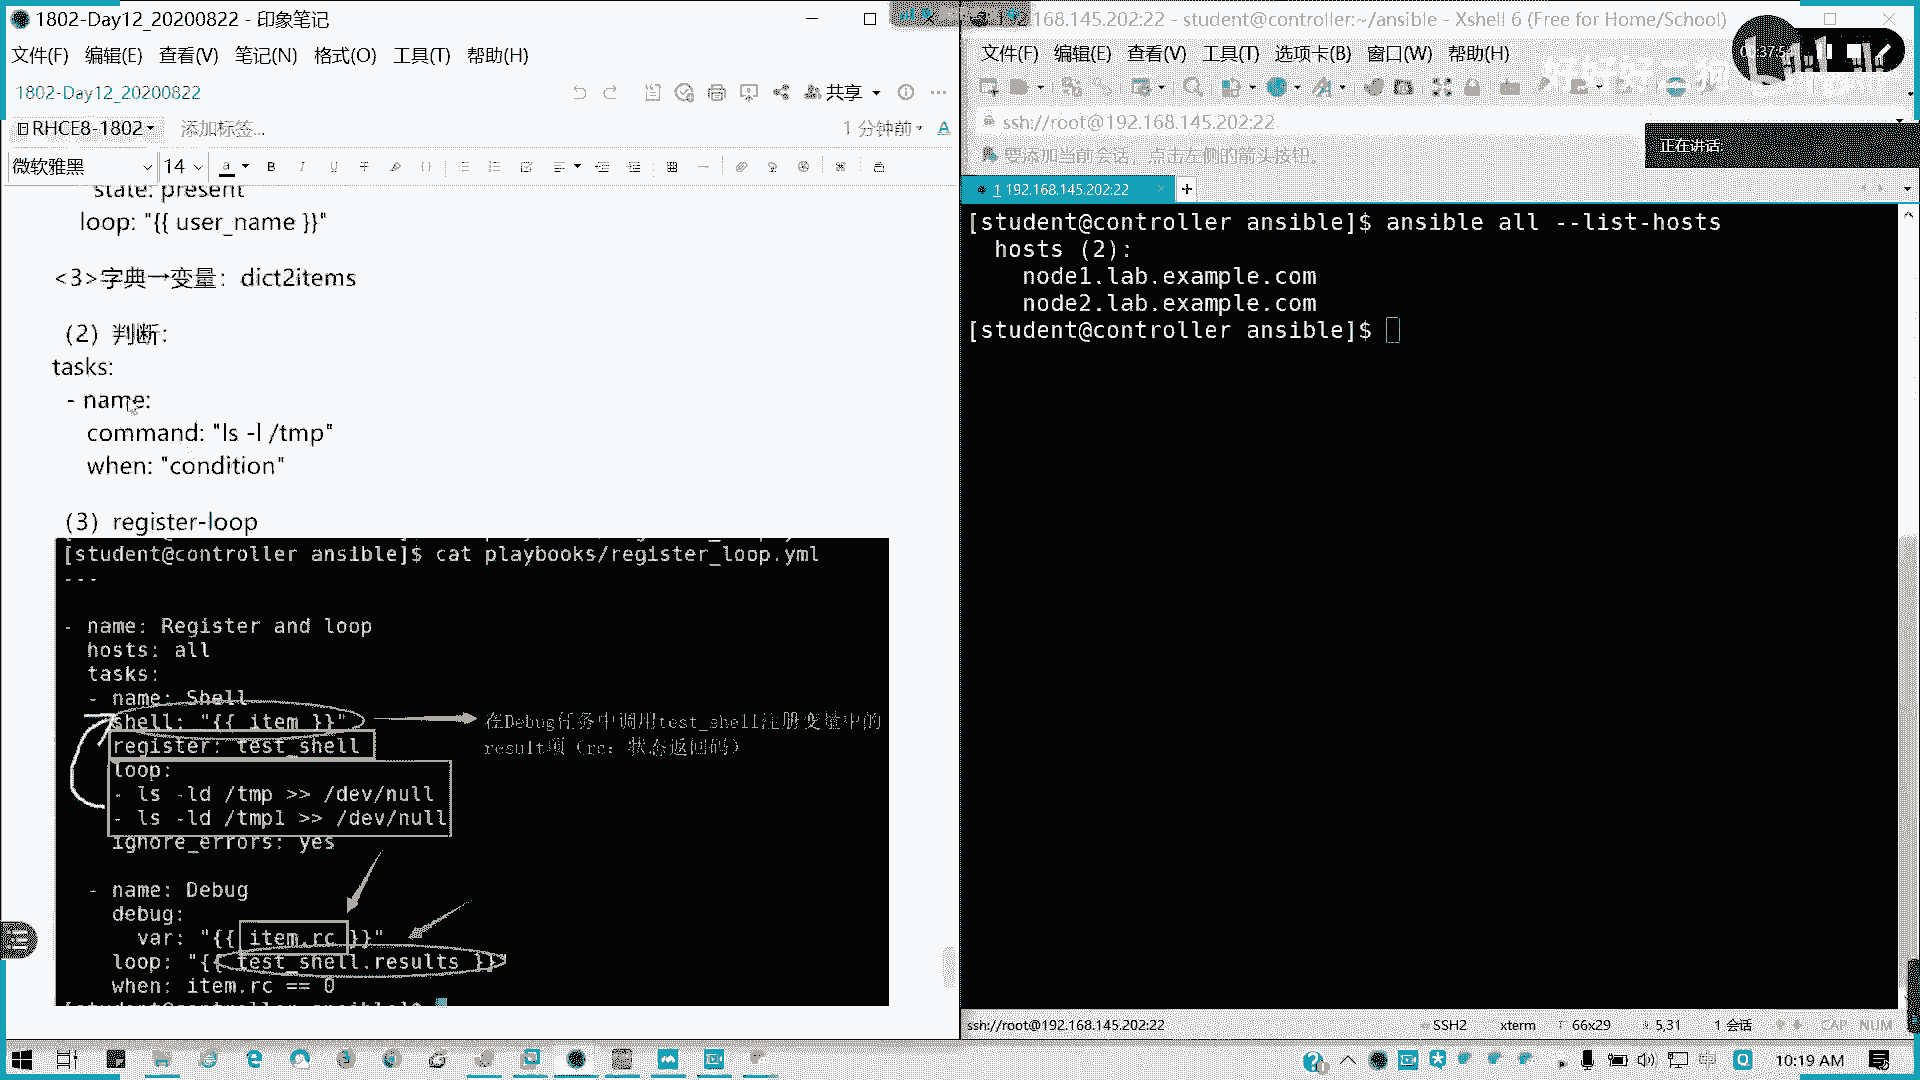 1802-Day12_20200822 - 印象笔记
文件(F) 编辑(E) 查看(V) 笔记(N) 格式(O) 工具(T) 帮助(H)
1802-Day12_20200822
共享
RHCE8-1802
添加标签...
1 分钟前
微软雅黑 14
state: present
loop: "{{ user_name }}"
<3>字典→变量：dict2items
（2）判断：
tasks:
- name:
command: "ls -l /tmp"
when: "condition"
（3）register-loop
[student@controller ansible]$ cat playbooks/register_loop.yml
---
- name: Register and loop
hosts: all
tasks:
- name: Shell
shell: "{{ item }}"
register: test_shell
loop:
- ls -ld /tmp >> /dev/null
- ls -ld /tmp1 >> /dev/null
ignore_errors: yes
在Debug任务中调用test_shell注册变量中的
result项（rc：状态返回码）
- name: Debug
debug:
var: "{{ item.rc }}"
loop: "{{ test_shell.results }}"
when: item.rc == 0
[student@controller ansible]$
168.145.202:22 - student@controller:~/ansible - Xshell 6 (Free for Home/School)
文件(F) 编辑(E) 查看(V) 工具(T) 选项卡(B) 窗口(W) 帮助(H)
ssh://root@192.168.145.202:22
要添加当前会话，点击左侧的箭头按钮。
正在讲话:
1 192.168.145.202:22
[student@controller ansible]$ ansible all --list-hosts
hosts (2):
node1.lab.example.com
node2.lab.example.com
[student@controller ansible]$
ssh://root@192.168.145.202:22 SSH2 xterm 66x29 5,31 1 会话 CAP NUM
中
10:19 AM